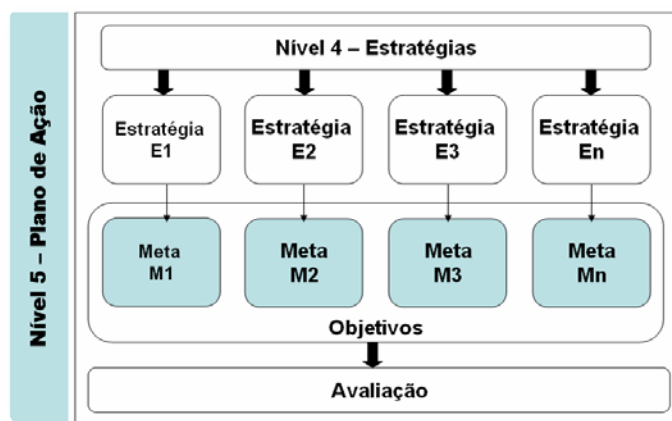 Nível 5 – Plano de Ação
Nível 4 – Estratégias
Estratégia
E1
Estratégia
E2
Estratégia
E3
Estratégia
En
Meta
M1
Meta
M2
Meta
M3
Meta
Mn
Objetivos
Avaliação